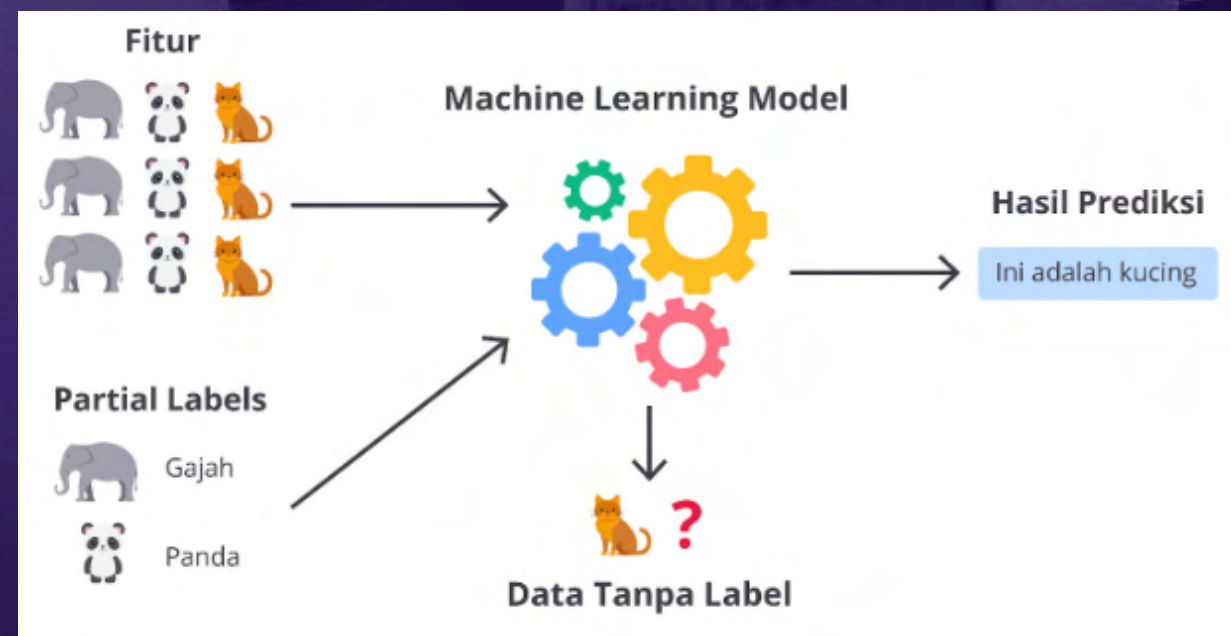 Fitur
Machine Learning Model
Hasil Prediksi
Ini adalah kucing
Partial Labels
Gajah
Panda
?
Data Tanpa Label